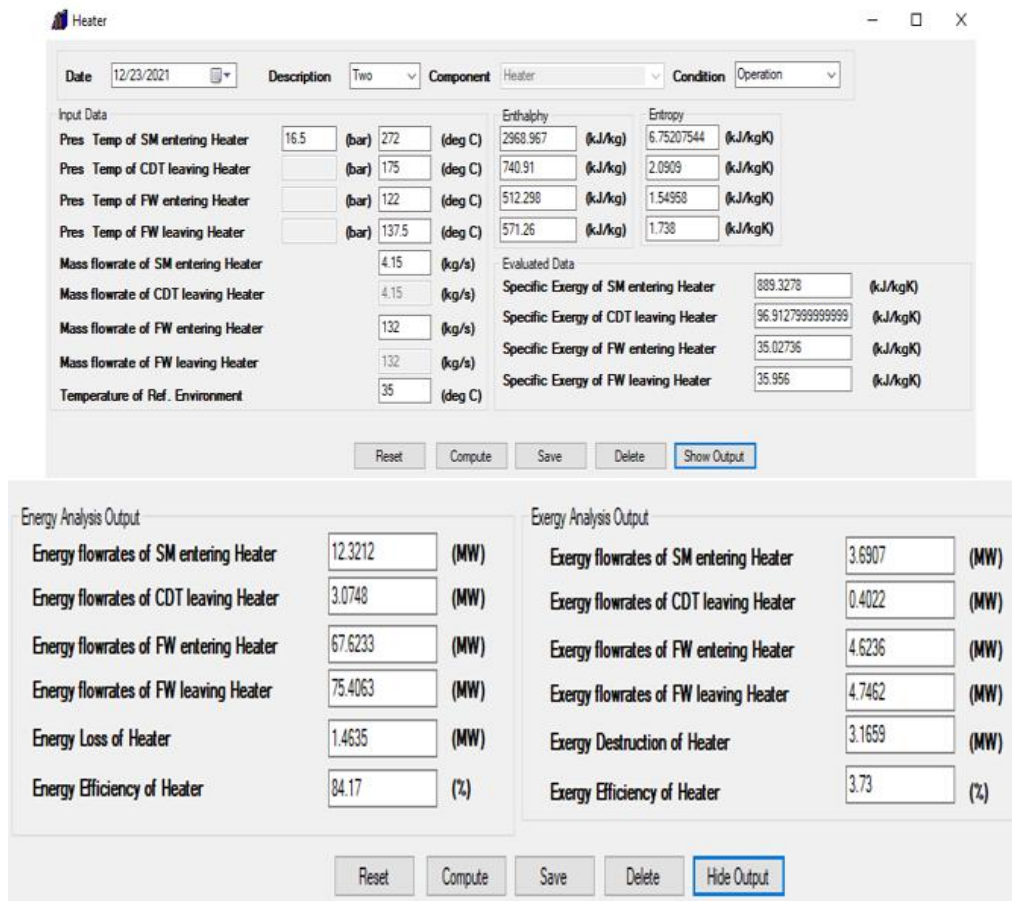 Heater
Date 12/23/2021 Description Two Component Heater Condition Operation
Input Data Enthalphy Entropy
Pres Temp of SM entering Heater 16.5 (bar) 272 (deg C) 2968.967 (kJ/kg) 6.75207544 (kJ/kgK)
Pres Temp of CDT leaving Heater (bar) 175 (deg C) 740.91 (kJ/kg) 2.0909 (kJ/kgK)
Pres Temp of FW entering Heater (bar) 122 (deg C) 512.298 (kJ/kg) 1.54958 (kJ/kgK)
Pres Temp of FW leaving Heater (bar) 137.5 (deg C) 571.26 (kJ/kg) 1.738 (kJ/kgK)
Mass flowrate of SM entering Heater 4.15 (kg/s)
Mass flowrate of CDT leaving Heater 4.15 (kg/s)
Mass flowrate of FW entering Heater 132 (kg/s)
Mass flowrate of FW leaving Heater 132 (kg/s)
Temperature of Ref. Environment 35 (deg C)
Evaluated Data
Specific Exergy of SM entering Heater 889.3278 (kJ/kgK)
Specific Exergy of CDT leaving Heater 96.9127999999999 (kJ/kgK)
Specific Exergy of FW entering Heater 35.02736 (kJ/kgK)
Specific Exergy of FW leaving Heater 35.956 (kJ/kgK)
Reset Compute Save Delete Show Output
Energy Analysis Output
Energy flowrates of SM entering Heater 12.3212 (MW)
Energy flowrates of CDT leaving Heater 3.0748 (MW)
Energy flowrates of FW entering Heater 67.6233 (MW)
Energy flowrates of FW leaving Heater 75.4063 (MW)
Energy Loss of Heater 1.4635 (MW)
Energy Efficiency of Heater 84.17 (%)
Exergy Analysis Output
Exergy flowrates of SM entering Heater 3.6907 (MW)
Exergy flowrates of CDT leaving Heater 0.4022 (MW)
Exergy flowrates of FW entering Heater 4.6236 (MW)
Exergy flowrates of FW leaving Heater 4.7462 (MW)
Exergy Destruction of Heater 3.1659 (MW)
Exergy Efficiency of Heater 3.73 (%)
Reset Compute Save Delete Hide Output